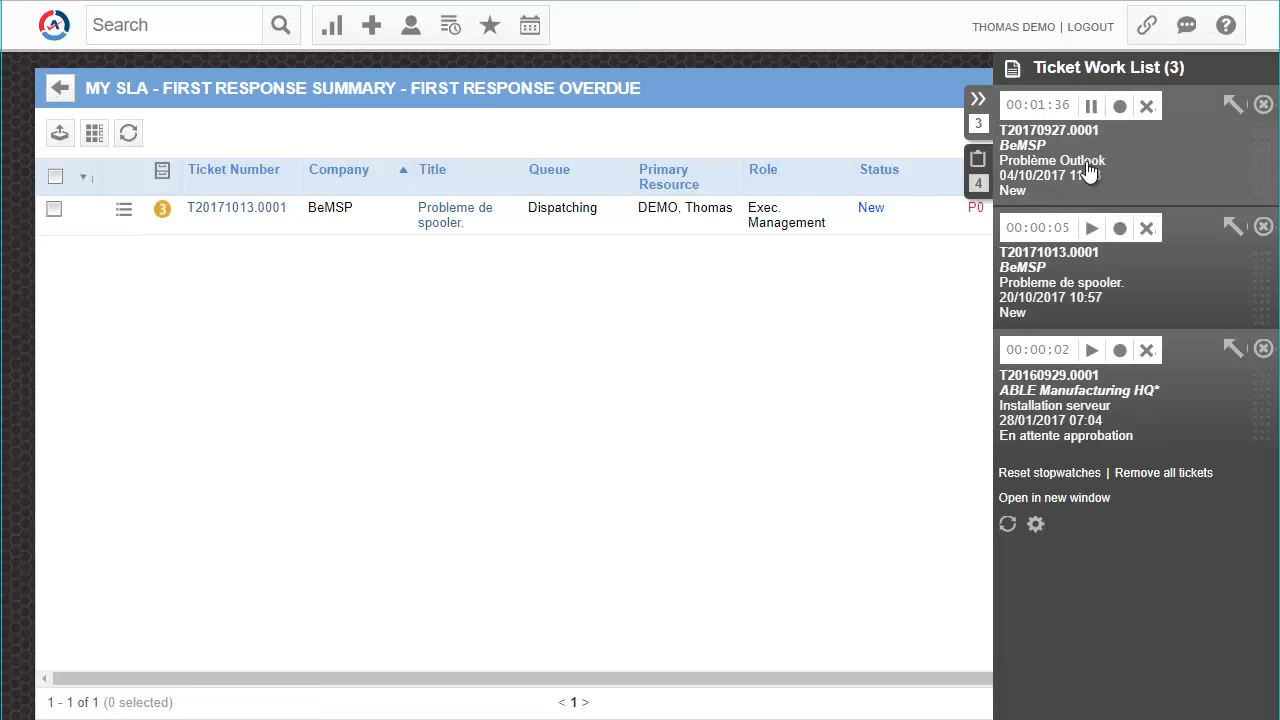 Search
THOMAS DEMO | LOGOUT
MY SLA - FIRST RESPONSE SUMMARY - FIRST RESPONSE OVERDUE
Ticket Number Company Title Queue Primary Resource Role Status
3 T20171013.0001 BeMSP Probleme de spooler. Dispatching DEMO, Thomas Exec. Management New P0
1 - 1 of 1 (0 selected)
< 1 >
3
4
Ticket Work List (3)
00:01:36
T20170927.0001
BeMSP
Problème Outlook
04/10/2017
New
00:00:05
T20171013.0001
BeMSP
Probleme de spooler.
20/10/2017 10:57
New
00:00:02
T20160929.0001
ABLE Manufacturing HQ*
Installation serveur
28/01/2017 07:04
En attente approbation
Reset stopwatches | Remove all tickets
Open in new window